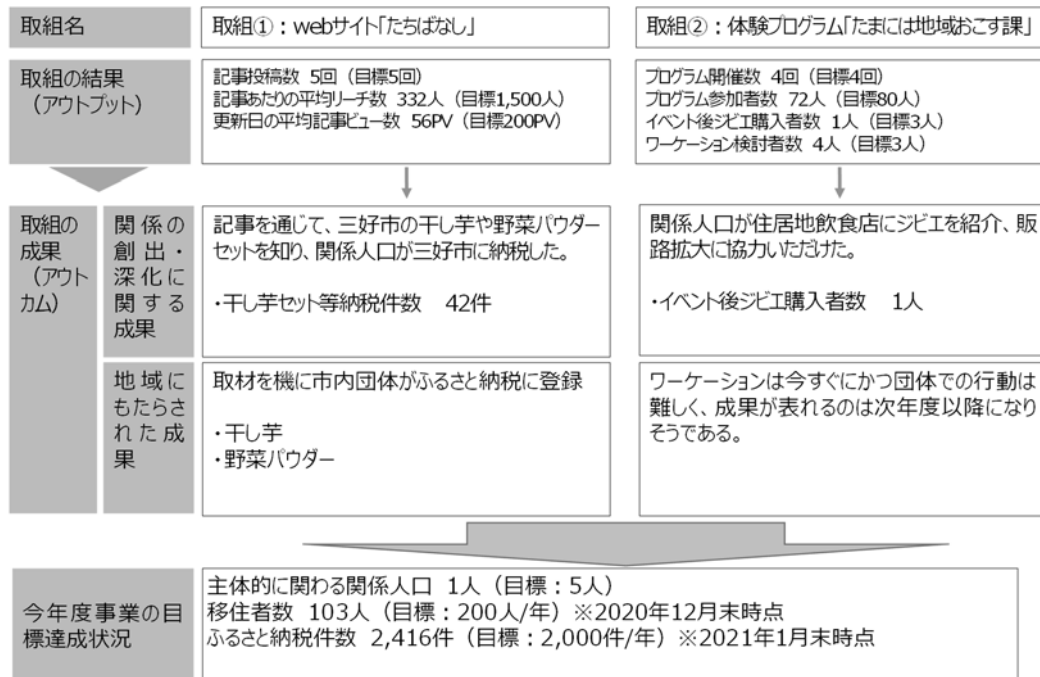 取組名
取組①：webサイト「たちばなし」
取組②：体験プログラム「たまには地域おこす課」
取組の結果
（アウトプット）
記事投稿数 5回（目標5回）
記事あたりの平均リーチ数 332人（目標1,500人）
更新日の平均記事ビュー数 56PV（目標200PV）
プログラム開催数 4回（目標4回）
プログラム参加者数 72人（目標80人）
イベント後ジビエ購入者数 1人（目標3人）
ワーケーション検討者数 4人（目標3人）
取組の
成果
（アウト
カム）
関係の
創出・
深化に
関する
成果
記事を通じて、三好市の干し芋や野菜パウダー
セットを知り、関係人口が三好市に納税した。
・干し芋セット等納税件数 42件
関係人口が住居地飲食店にジビエを紹介、販
路拡大に協力いただけた。
・イベント後ジビエ購入者数 1人
地域に
もたらさ
れた成
果
取材を機に市内団体がふるさと納税に登録
・干し芋
・野菜パウダー
ワーケーションは今すぐにかつ団体での行動は
難しく、成果が表れるのは次年度以降になり
そうである。
今年度事業の目
標達成状況
主体的に関わる関係人口 1人（目標：5人）
移住者数 103人（目標：200人/年）※2020年12月末時点
ふるさと納税件数 2,416件（目標：2,000件/年）※2021年1月末時点